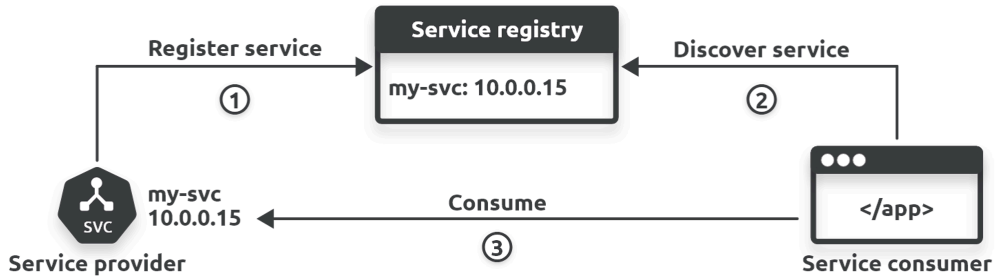 Service registry
Register service
Discover service
my-svc: 10.0.0.15
1
2
my-svc
10.0.0.15
SVC
Consume
</app>
3
Service provider
Service consumer